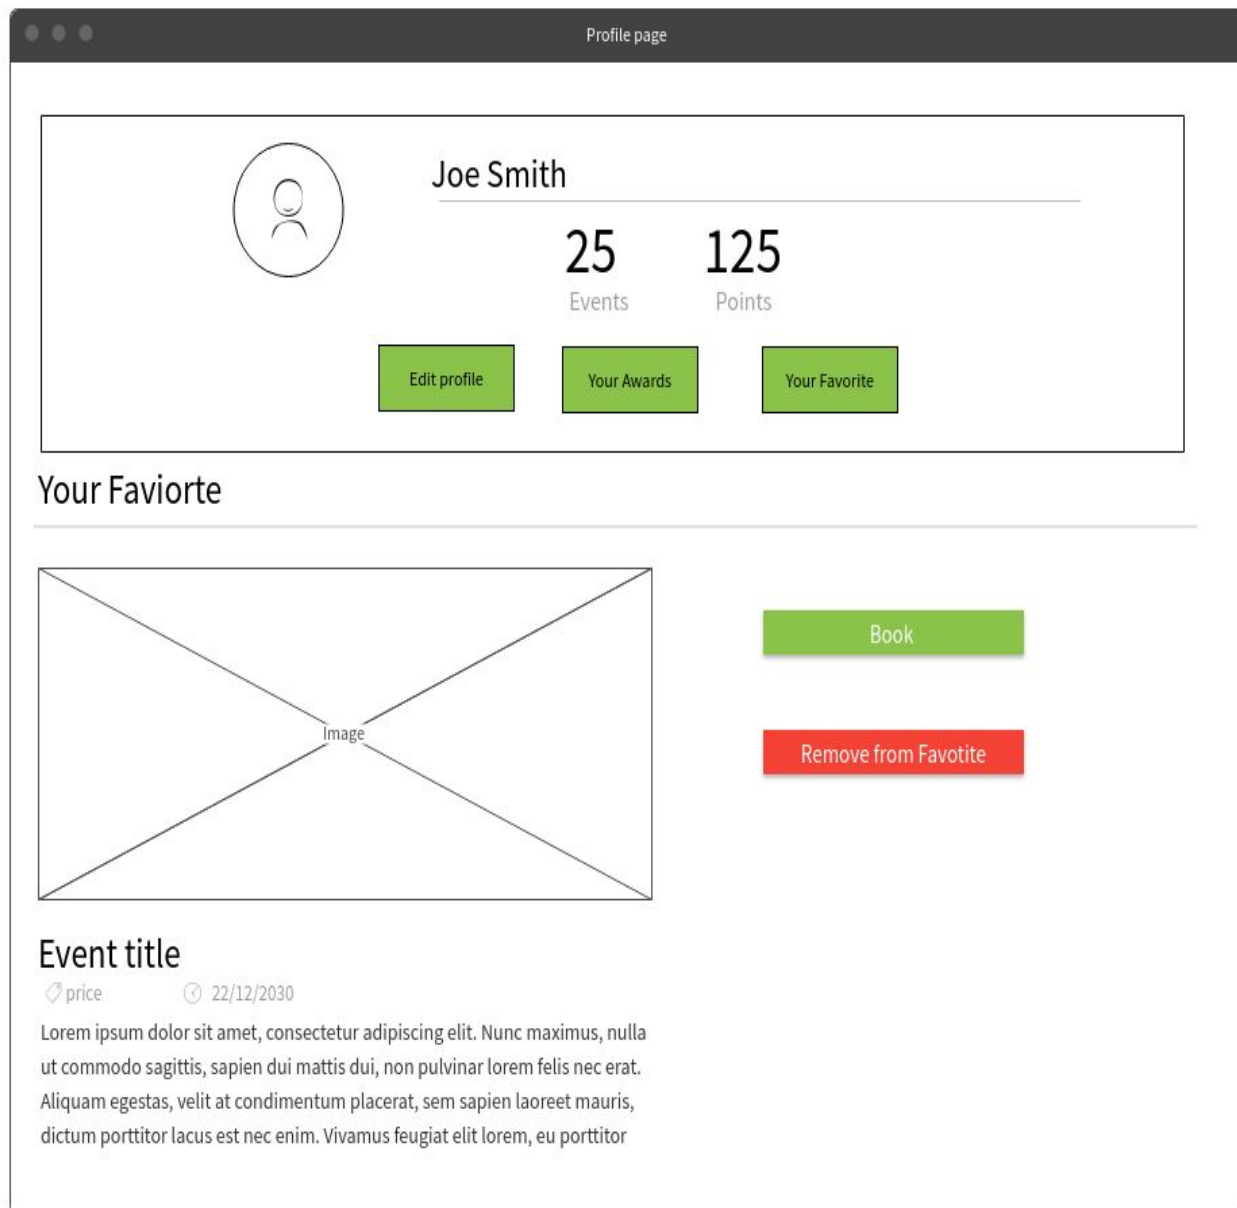 Profile page
Joe Smith
25 125
Events Points
Edit profile Your Awards Your Favorite
Your Faviorte
Book
Remove from Favotite
Image
Event title
price 22/12/2030
Lorem ipsum dolor sit amet, consectetur adipiscing elit. Nunc maximus, nulla
ut commodo sagittis, sapien dui mattis dui, non pulvinar lorem felis nec erat.
Aliquam egestas, velit at condimentum placerat, sem sapien laoreet mauris,
dictum porttitor lacus est nec enim. Vivamus feugiat elit lorem, eu porttitor